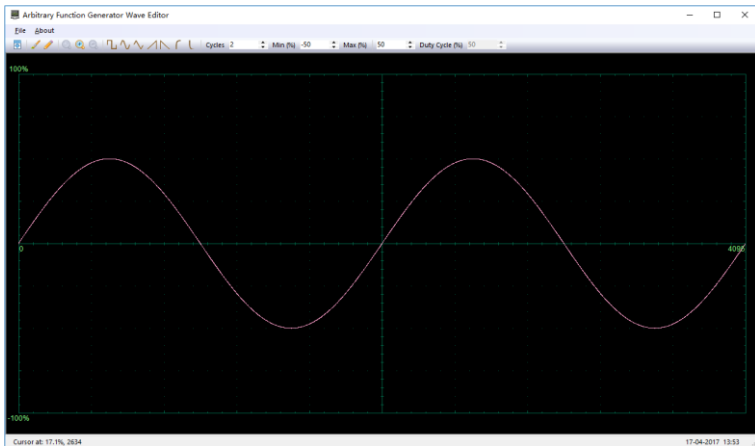 Arbitrary Function Generator Wave Editor
File About
Cycles 2 Min (%) -50 Max (%) 50 Duty Cycle (%) 50
100%
0 4095
-100%
Cursor at: 17.1%, 2634 17-04-2017 13:53